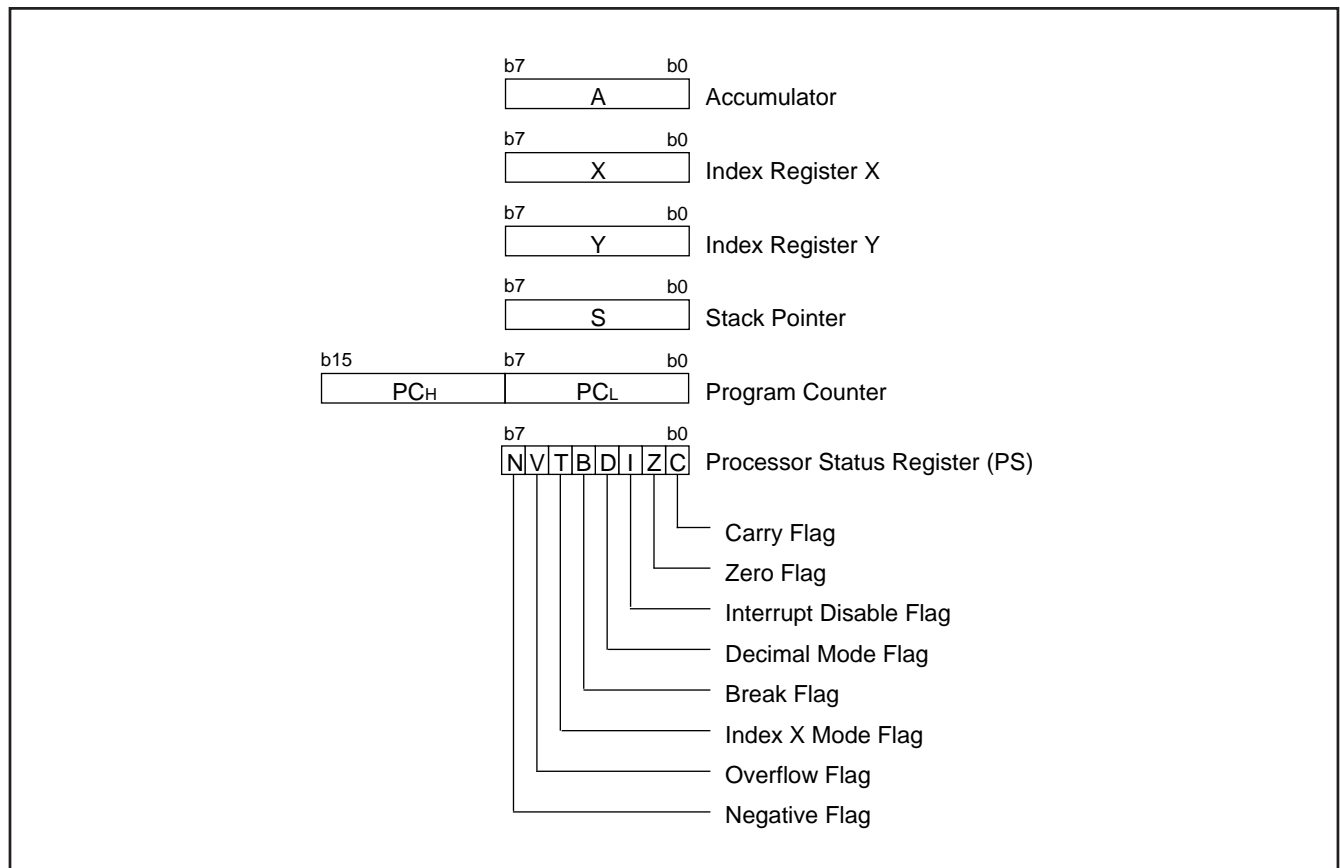 b7 b0
A Accumulator
b7 b0
X Index Register X
b7 b0
Y Index Register Y
b7 b0
S Stack Pointer
b15 b7 b0
PCH PCL Program Counter
b7 b0
N V T B D I Z C Processor Status Register (PS)
Carry Flag
Zero Flag
Interrupt Disable Flag
Decimal Mode Flag
Break Flag
Index X Mode Flag
Overflow Flag
Negative Flag